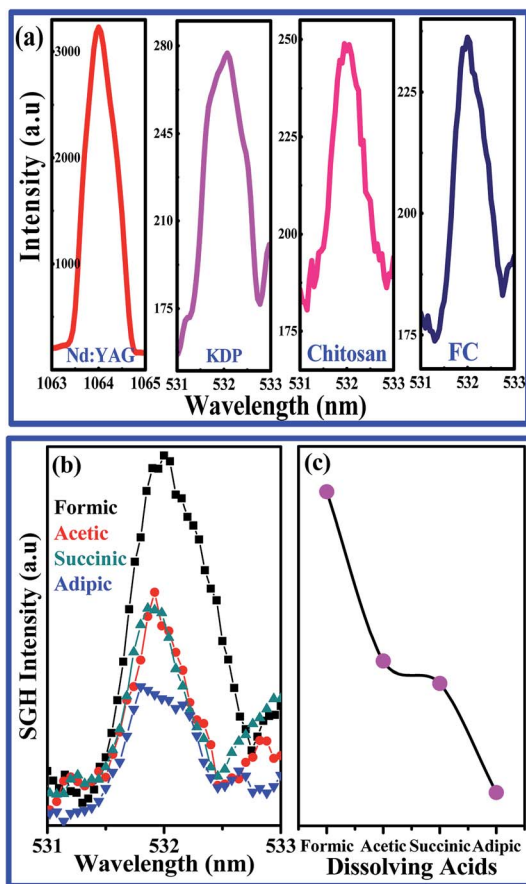 (a)
Intensity (a.u)
3000
2000
1000
Nd:YAG
1063 1064 1065
280
245
210
175
KDP
531 532 533
250
225
200
175
Chitosan
531 532 533
225
200
175
FC
531 532 533
Wavelength (nm)
(b)
SGH Intensity (a.u)
Formic
Acetic
Succinic
Adipic
531 532 533
Wavelength (nm)
(c)
Formic Acetic Succinic Adipic
Dissolving Acids